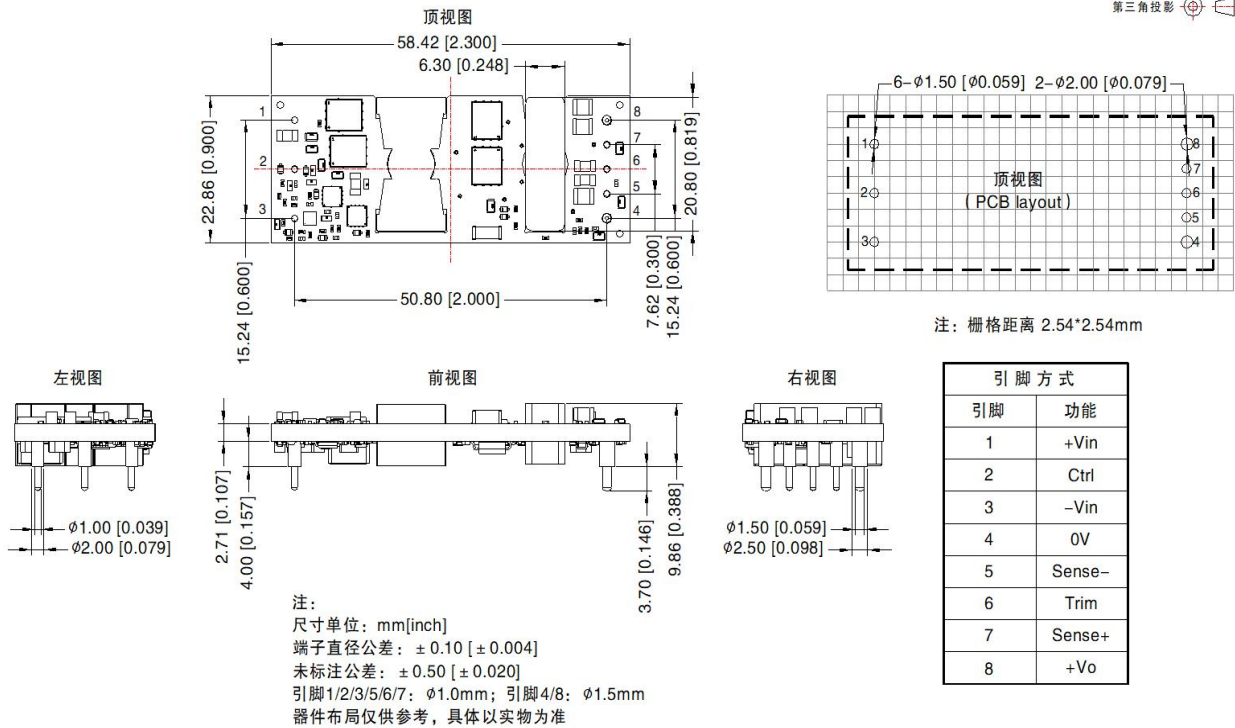 第三角投影
顶视图
58.42 [2.300]
6.30 [0.248]
22.86 [0.900]
15.24 [0.600]
1
2
3
8
7
6
5
4
50.80 [2.000]
7.62 [0.300]
15.24 [0.600]
20.80 [0.819]
6-φ1.50 [φ0.059] 2-φ2.00 [φ0.079]
1
2
3
8
7
6
5
4
顶视图
( PCB layout )
注: 栅格距离 2.54*2.54mm
左视图
φ1.00 [0.039]
φ2.00 [0.079]
前视图
2.71 [0.107]
4.00 [0.157]
3.70 [0.146]
9.86 [0.388]
右视图
φ1.50 [0.059]
φ2.50 [0.098]
引 脚 方 式
引脚 功能
1 +Vin
2 Ctrl
3 -Vin
4 0V
5 Sense-
6 Trim
7 Sense+
8 +Vo
注:
尺寸单位: mm[inch]
端子直径公差: ± 0.10 [ ± 0.004]
未标注公差: ± 0.50 [ ± 0.020]
引脚1/2/3/5/6/7: φ1.0mm; 引脚4/8: φ1.5mm
器件布局仅供参考, 具体以实物为准